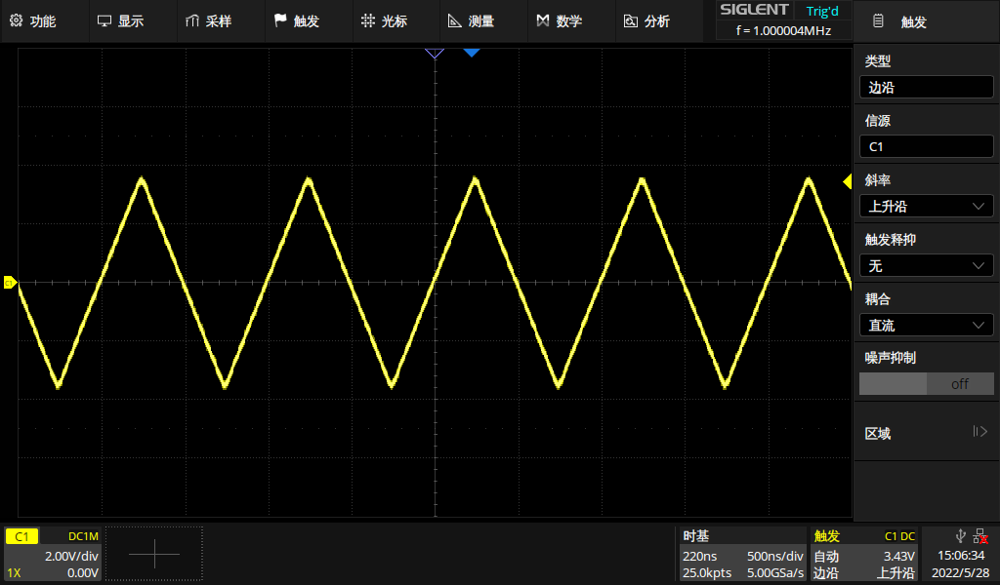 功能 显示 采样 触发 光标 测量 数学 分析
SIGLENT Trig'd
f = 1.000004MHz
触发
类型
边沿
信源
C1
斜率
上升沿
触发释抑
无
耦合
直流
噪声抑制
off
区域
C1
C1 DC1M
2.00V/div
1X 0.00V
时基
220ns 500ns/div
25.0kpts 5.00GSa/s
触发 C1 DC
自动 3.43V
边沿 上升沿
15:06:34
2022/5/28